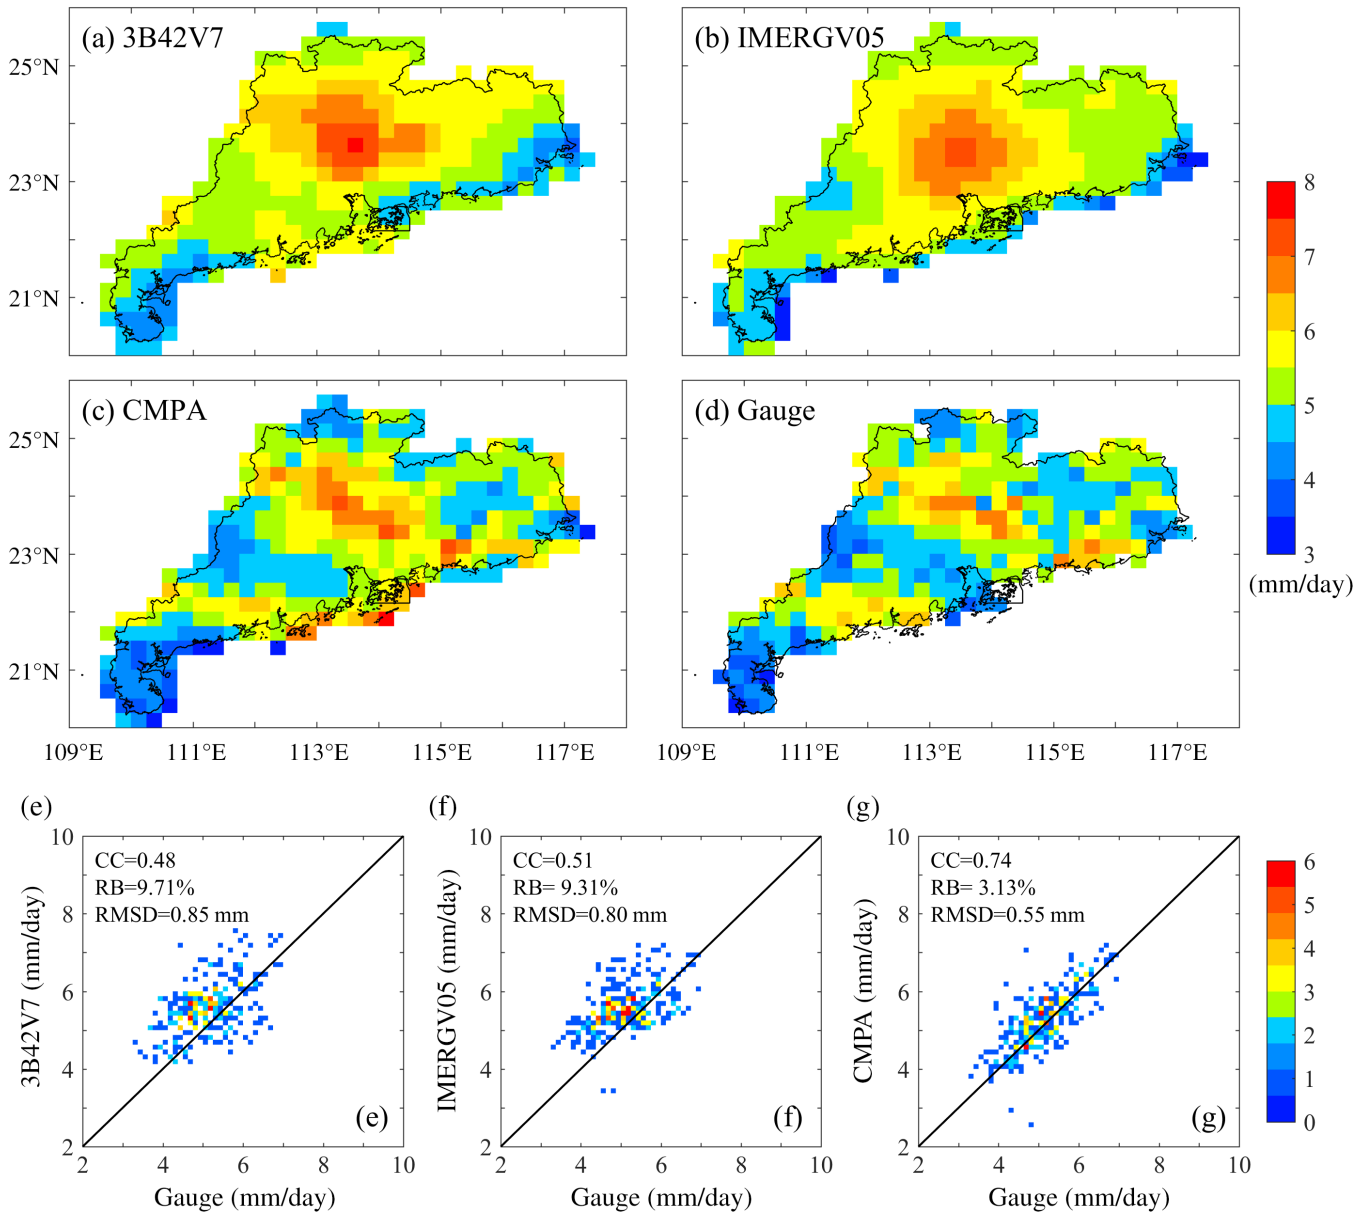 (a) 3B42V7
(b) IMERGV05
25°N
23°N
21°N
8
7
6
5
4
3
(mm/day)
(c) CMPA
(d) Gauge
25°N
23°N
21°N
109°E 111°E 113°E 115°E 117°E
109°E 111°E 113°E 115°E 117°E
(e)
(f)
(g)
10
8
6
4
2
3B42V7 (mm/day)
CC=0.48
RB=9.71%
RMSD=0.85 mm
(e)
2 4 6 8 10
Gauge (mm/day)
10
8
6
4
2
IMERGV05 (mm/day)
CC=0.51
RB= 9.31%
RMSD=0.80 mm
(f)
2 4 6 8 10
Gauge (mm/day)
10
8
6
4
2
CMPA (mm/day)
CC=0.74
RB= 3.13%
RMSD=0.55 mm
(g)
2 4 6 8 10
Gauge (mm/day)
6
5
4
3
2
1
0